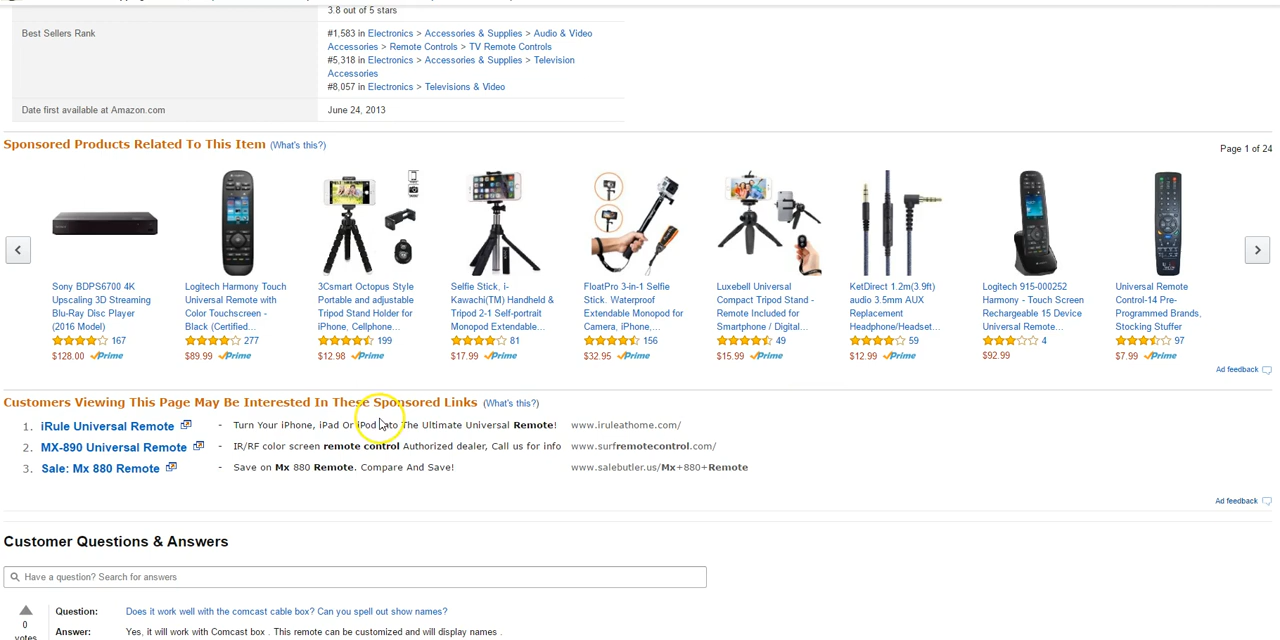 3.8 out of 5 stars
Best Sellers Rank
#1,583 in Electronics > Accessories & Supplies > Audio & Video
Accessories > Remote Controls > TV Remote Controls
#5,318 in Electronics > Accessories & Supplies > Television
Accessories
#8,057 in Electronics > Televisions & Video
Date first available at Amazon.com June 24, 2013
Sponsored Products Related To This Item (What's this?) Page 1 of 24
Sony BDPS6700 4K
Upscaling 3D Streaming
Blu-Ray Disc Player
(2016 Model)
167
$128.00 Prime
Logitech Harmony Touch
Universal Remote with
Color Touchscreen -
Black (Certified...
277
$89.99 Prime
3Csmart Octopus Style
Portable and adjustable
Tripod Stand Holder for
iPhone, Cellphone...
199
$12.98 Prime
Selfie Stick, i-
Kawachi(TM) Handheld &
Tripod 2-1 Self-portrait
Monopod Extendable...
81
$17.99 Prime
FloatPro 3-in-1 Selfie
Stick. Waterproof
Extendable Monopod for
Camera, iPhone,...
156
$32.95 Prime
Luxebell Universal
Compact Tripod Stand -
Remote Included for
Smartphone / Digital...
49
$15.99 Prime
KetDirect 1.2m(3.9ft)
audio 3.5mm AUX
Replacement
Headphone/Headset...
59
$12.99 Prime
Logitech 915-000252
Harmony - Touch Screen
Rechargeable 15 Device
Universal Remote...
4
$92.99
Universal Remote
Control-14 Pre-
Programmed Brands,
Stocking Stuffer
97
$7.99 Prime
Ad feedback
Customers Viewing This Page May Be Interested In These Sponsored Links (What's this?)
1. iRule Universal Remote - Turn Your iPhone, iPad Or iPod Into The Ultimate Universal Remote! www.iruleathome.com/
2. MX-890 Universal Remote - IR/RF color screen remote control Authorized dealer, Call us for info www.surfremotecontrol.com/
3. Sale: Mx 880 Remote - Save on Mx 880 Remote. Compare And Save! www.salebutler.us/Mx+880+Remote
Ad feedback
Customer Questions & Answers
Have a question? Search for answers
0
votes
Question: Does it work well with the comcast cable box? Can you spell out show names?
Answer: Yes, it will work with Comcast box . This remote can be customized and will display names .